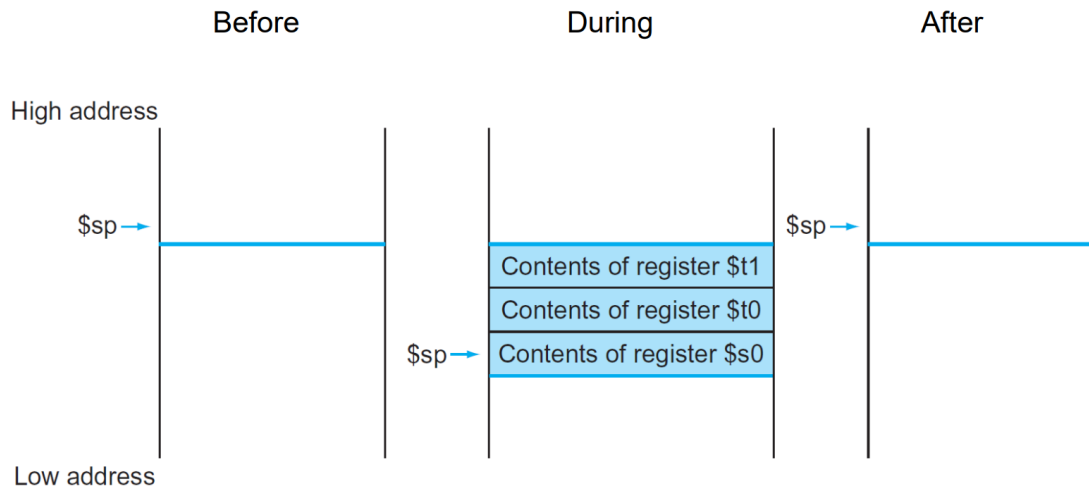 Before
During
After
High address
$sp
$sp
Contents of register $t1
Contents of register $t0
$sp
Contents of register $s0
Low address